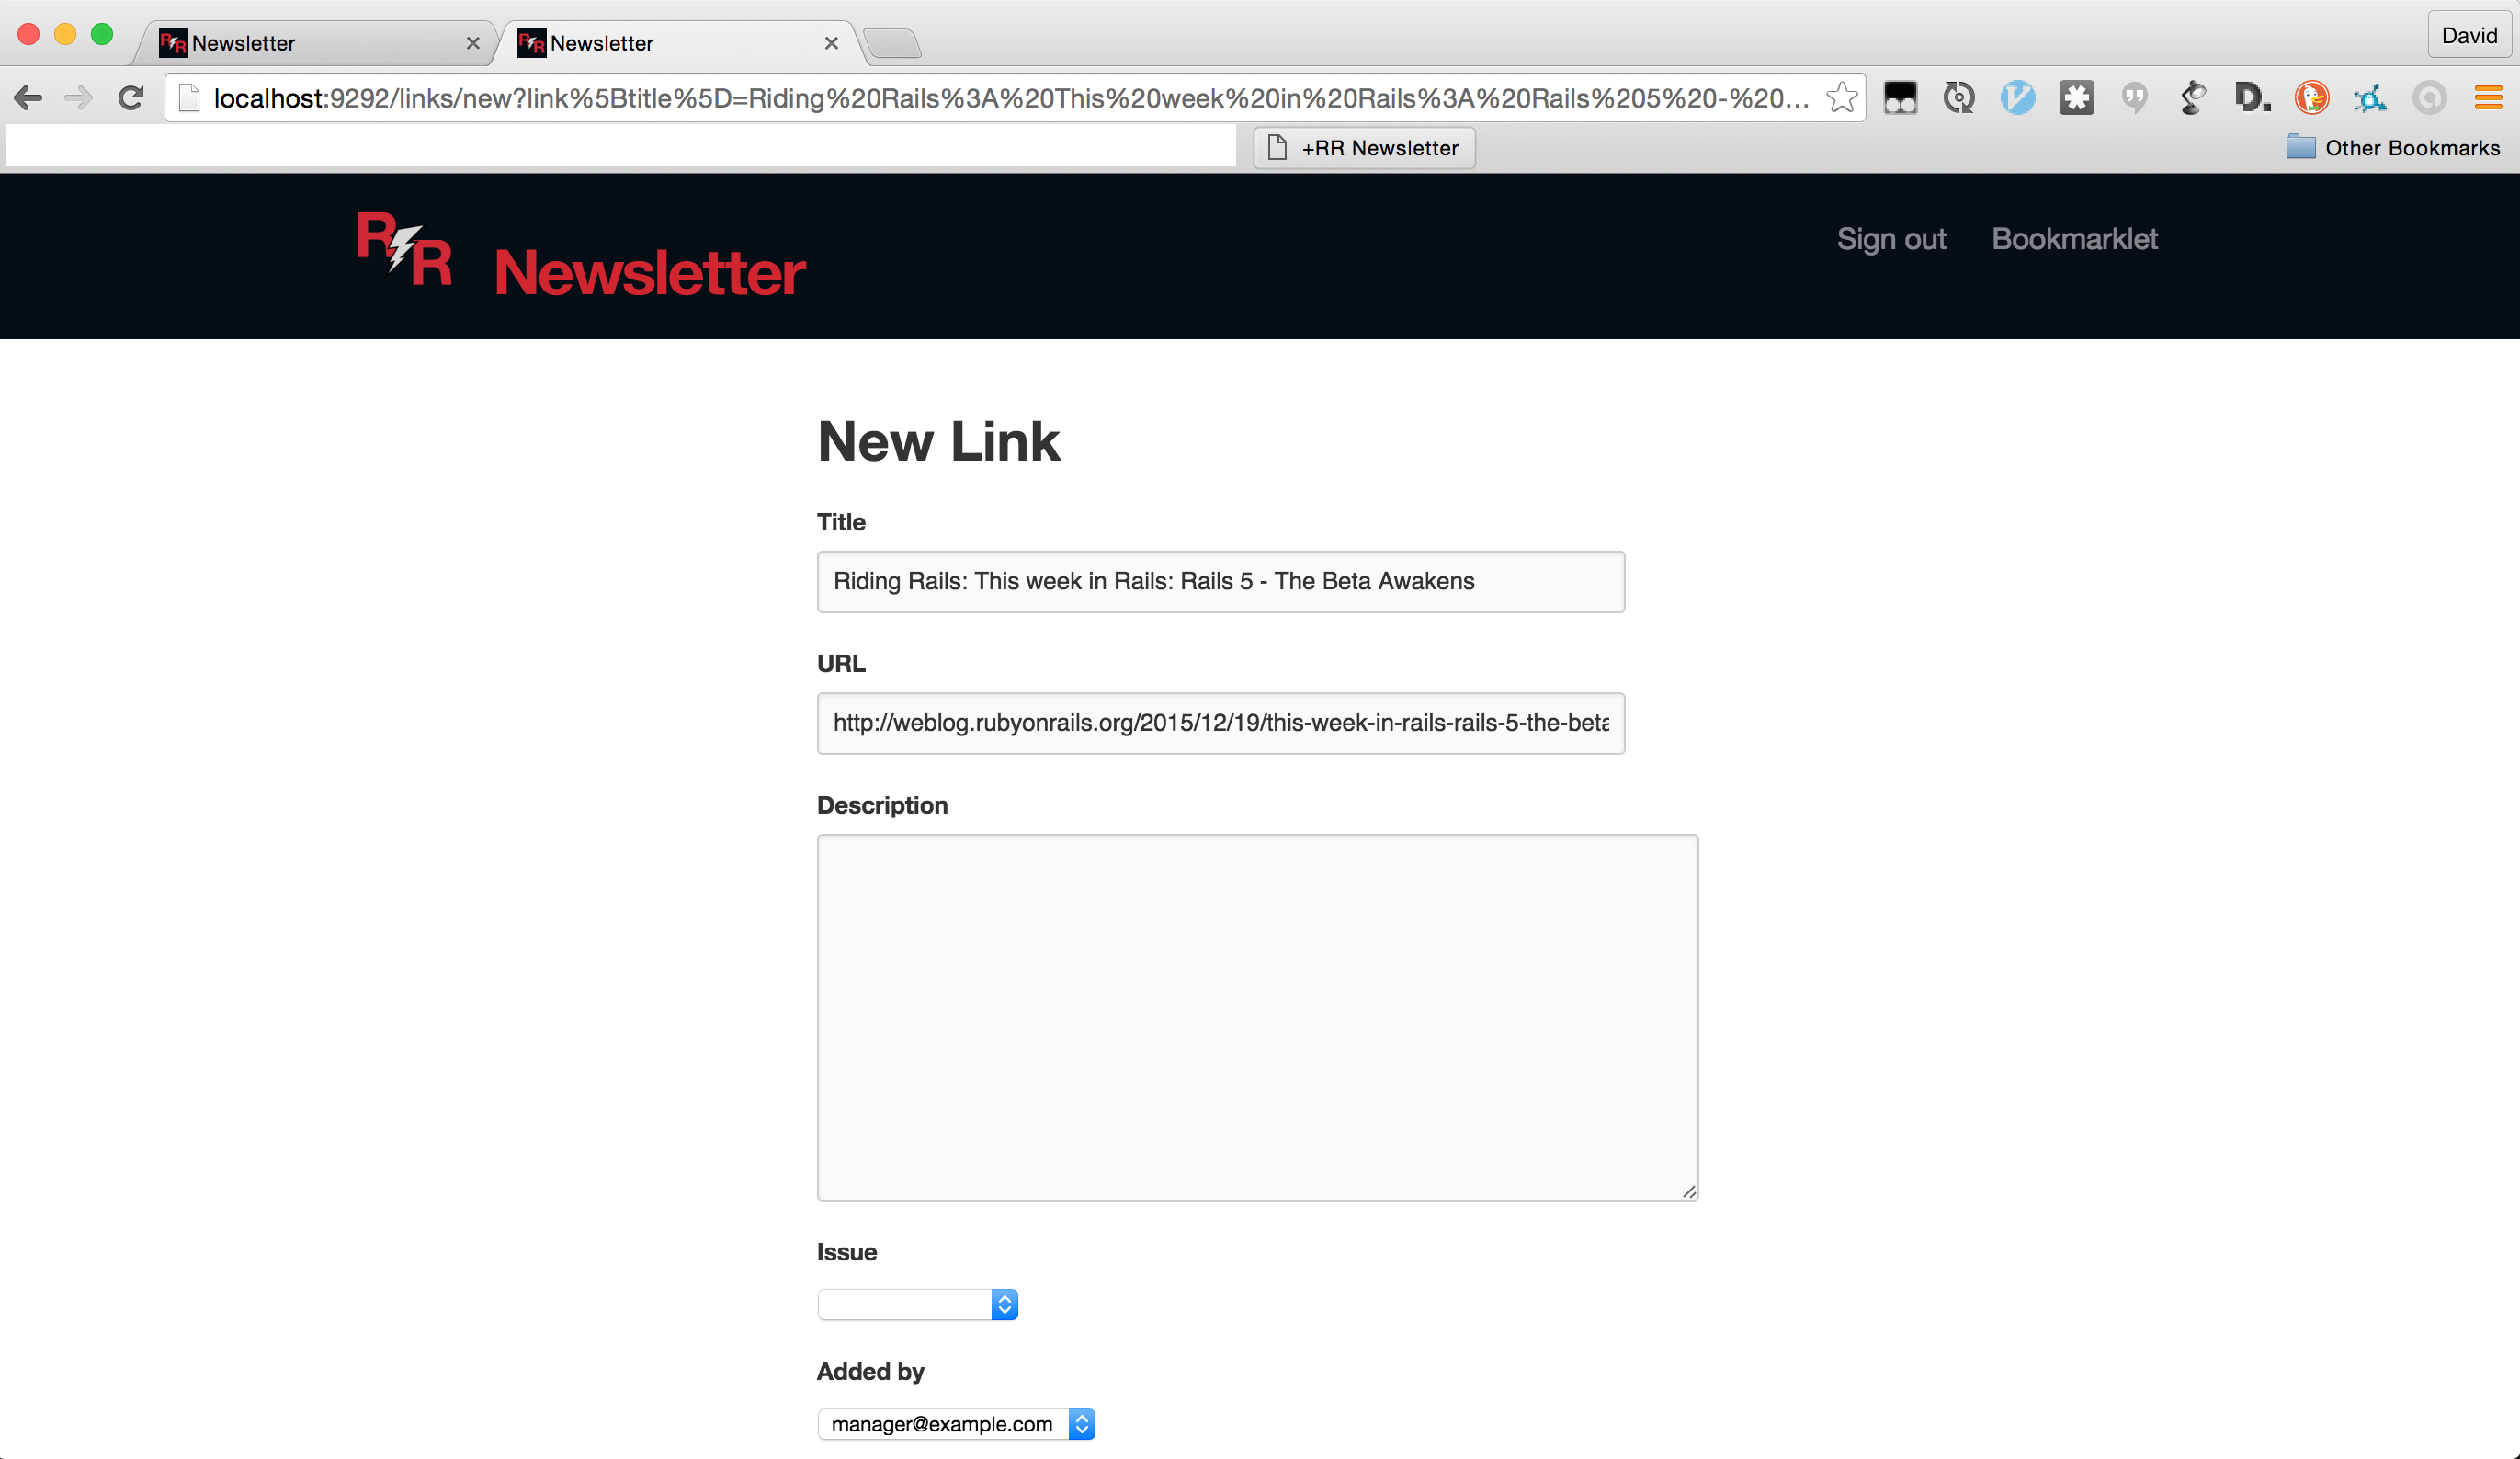 Newsletter
Newsletter
David
localhost:9292/links/new?link%5Btitle%5D=Riding%20Rails%3A%20This%20week%20in%20Rails%3A%20Rails%205%20-%20...
+RR Newsletter
Other Bookmarks
RR Newsletter
Sign out
Bookmarklet
New Link
Title
Riding Rails: This week in Rails: Rails 5 - The Beta Awakens
URL
http://weblog.rubyonrails.org/2015/12/19/this-week-in-rails-rails-5-the-beta
Description
Issue
Added by
manager@example.com